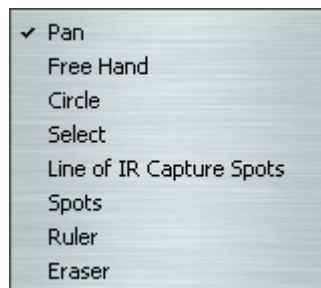 Pan
Free Hand
Circle
Select
Line of IR Capture Spots
Spots
Ruler
Eraser